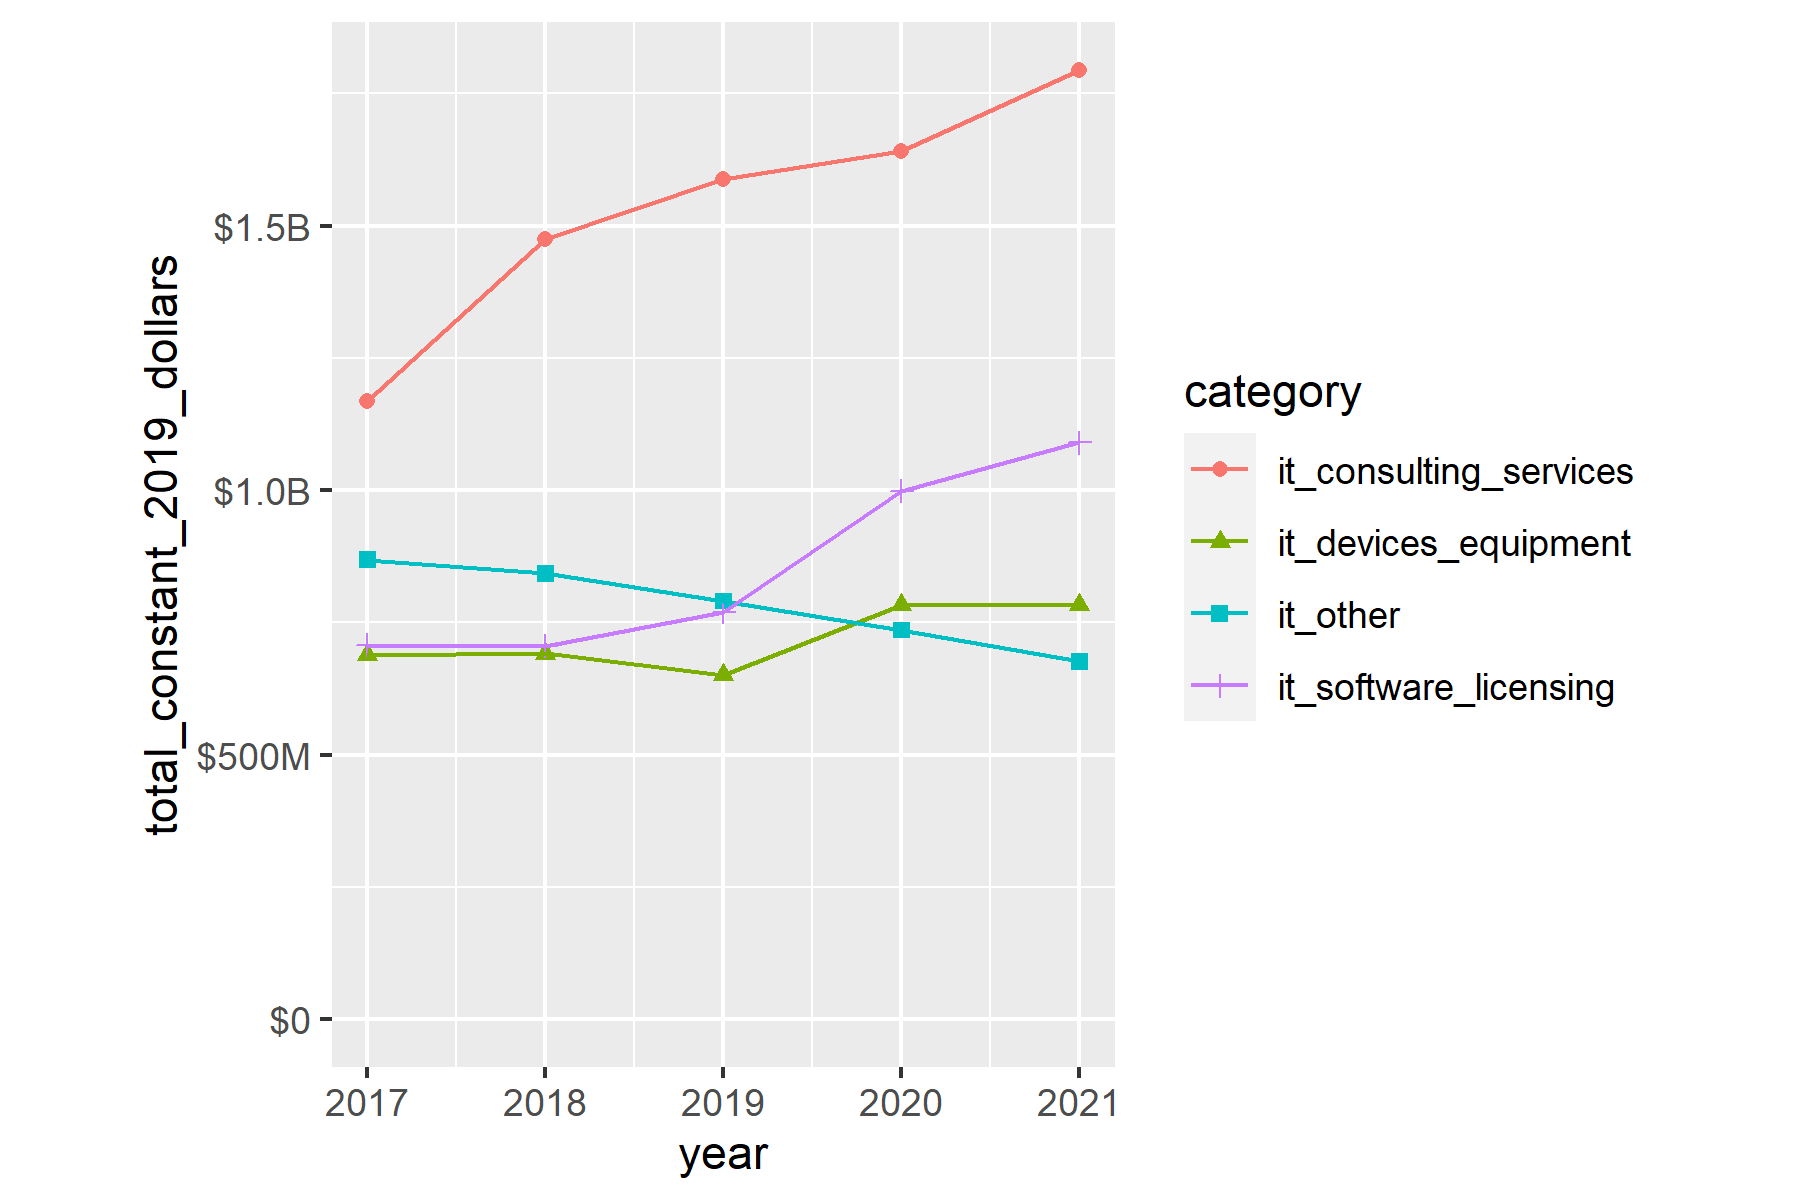 total_constant_2019_dollars
$1.5B
$1.0B
$500M
$0
2017 2018 2019 2020 2021
year
category
it_consulting_services
it_devices_equipment
it_other
it_software_licensing